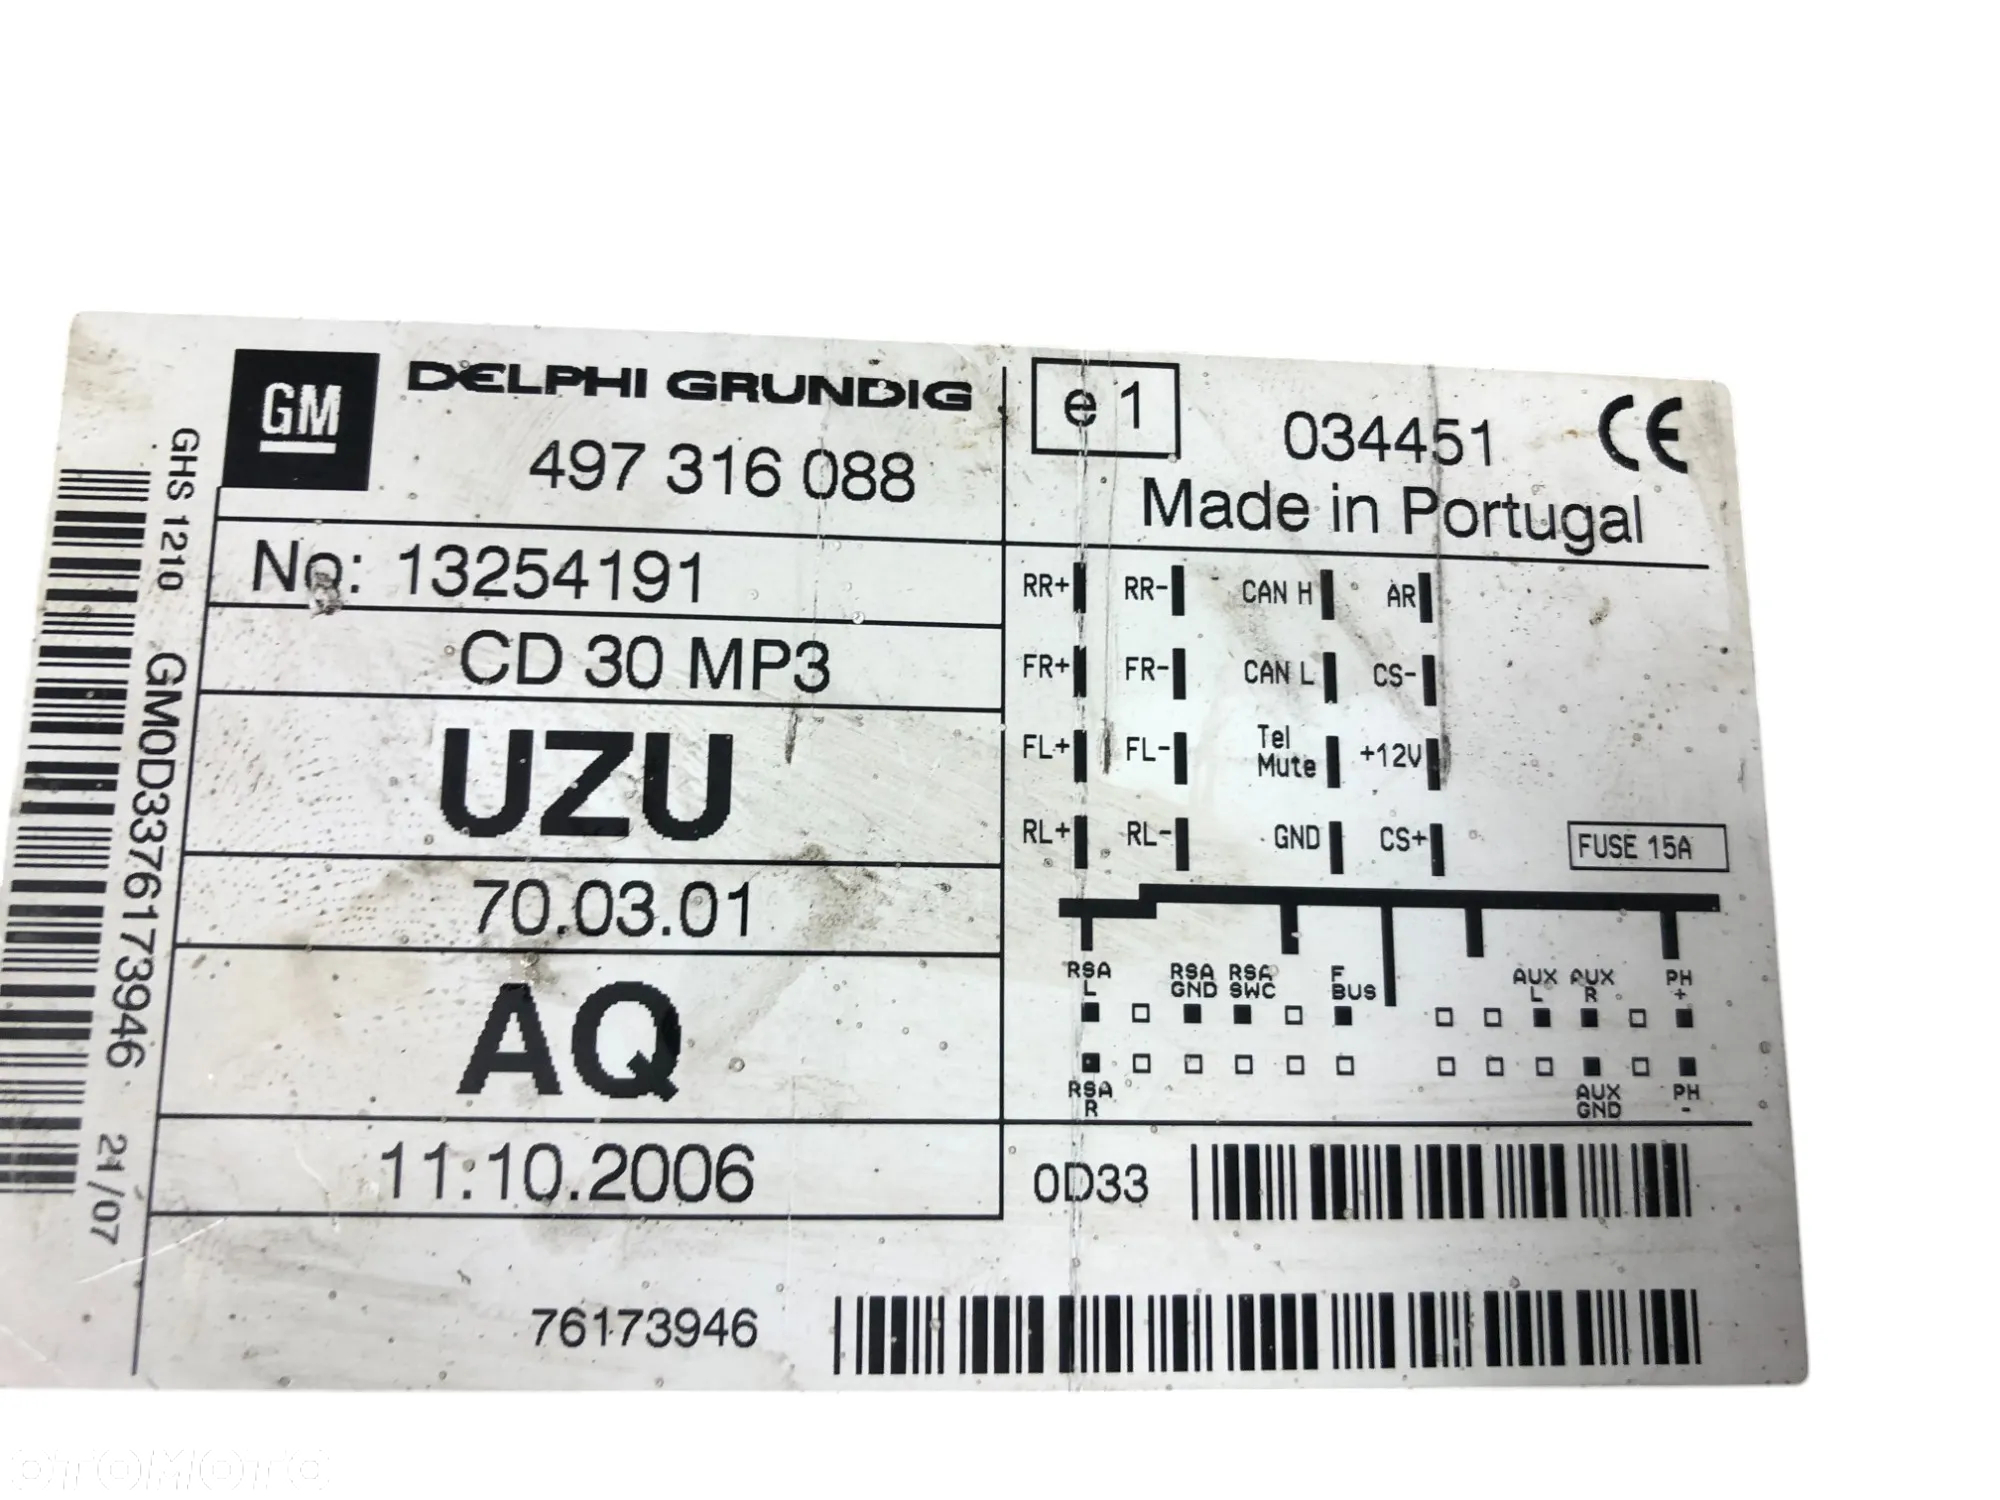 GM
DELPHI GRUNDIG
497 316 088
No: 13254191
CD 30 MP3
UZU
70.03.01
AQ
11.10.2006
76173946
e 1
034451
CE
Made in Portugal
RR+ RR- CAN H AR
FR+ FR- CAN L CS-
FL+ FL- Tel Mute +12V
RL+ RL- GND CS+
FUSE 15A
RSA L RSA GND RSA SWC F BUS AUX L AUX R PH +
RSA R AUX GND PH -
0D33
GHS 1210 GM0D3376173946 21/07
OTOMOTO